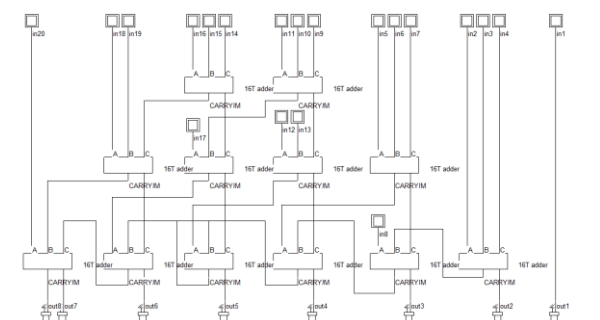 in20 in18 in19 in16 in15 in14 in11 in10 in9 in5 in6 in7 in2 in3 in4 in1
A B C 16T adder A B C 16T adder
CARRYIM CARRYIM
in17 in12 in13
A B C 16T adder A B C 16T adder A B C 16T adder A B C 16T adder
CARRYIM CARRYIM CARRYIM CARRYIM
in8
A B C 16T adder A B C 16T adder A B C 16T adder A B C 16T adder A B C 16T adder A B C 16T adder
CARRYIM CARRYIM CARRYIM CARRYIM CARRYIM CARRYIM
out8 out7 out6 out5 out4 out3 out2 out1